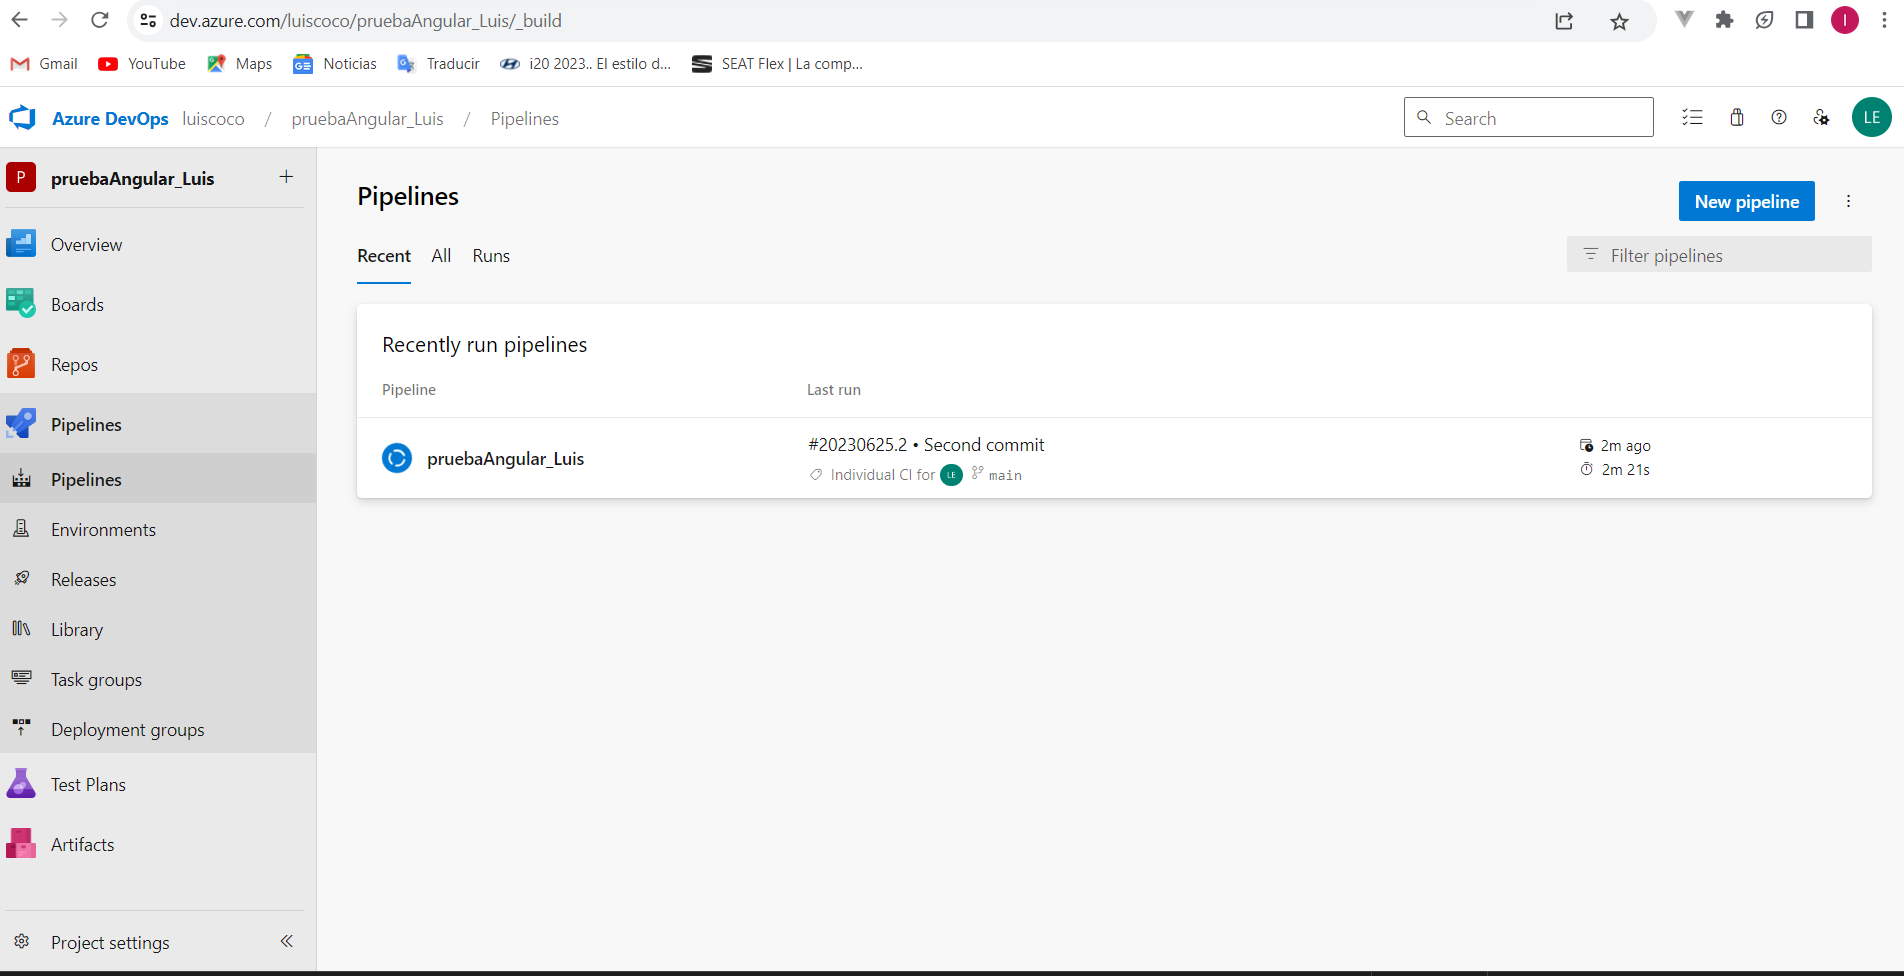 dev.azure.com/luiscoco/pruebaAngular_Luis/_build
I
Gmail YouTube Maps Noticias Traducir i20 2023.. El estilo d... SEAT Flex | La comp...
Azure DevOps luiscoco / pruebaAngular_Luis / Pipelines Search LE
P pruebaAngular_Luis +
Overview
Boards
Repos
Pipelines
Pipelines
Environments
Releases
Library
Task groups
Deployment groups
Test Plans
Artifacts
Project settings
Pipelines
New pipeline
Recent All Runs
Filter pipelines
Recently run pipelines
Pipeline Last run
pruebaAngular_Luis
#20230625.2 • Second commit
Individual CI for LE main
2m ago
2m 21s